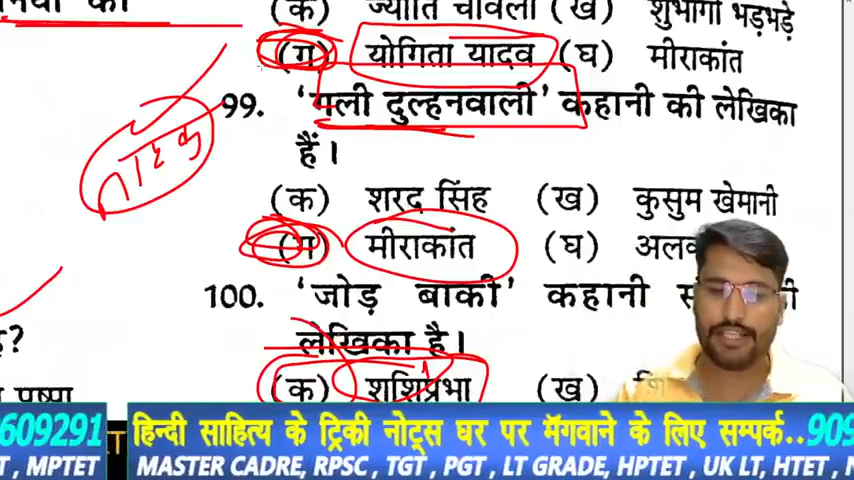 (क) ज्योति चावला (ख) शुभांगी भड़भड़े
(ग) योगिता यादव (घ) मीराकांत
99. 'गली दुल्हनवाली' कहानी की लेखिका
हैं।
नाटक
(क) शरद सिंह (ख) कुसुम खेमानी
(ग) मीराकांत (घ)
100. 'जोड़ बाकी' कहानी
लेखिका है।
(क) शशिप्रभा (ख)
609291 हिन्दी साहित्य के ट्रिकी नोट्स घर पर मॅगवाने के लिए सम्पर्क..909
T , MPTET MASTER CADRE, RPSC , TGT , PGT , LT GRADE, HPTET , UK LT, HTET , N